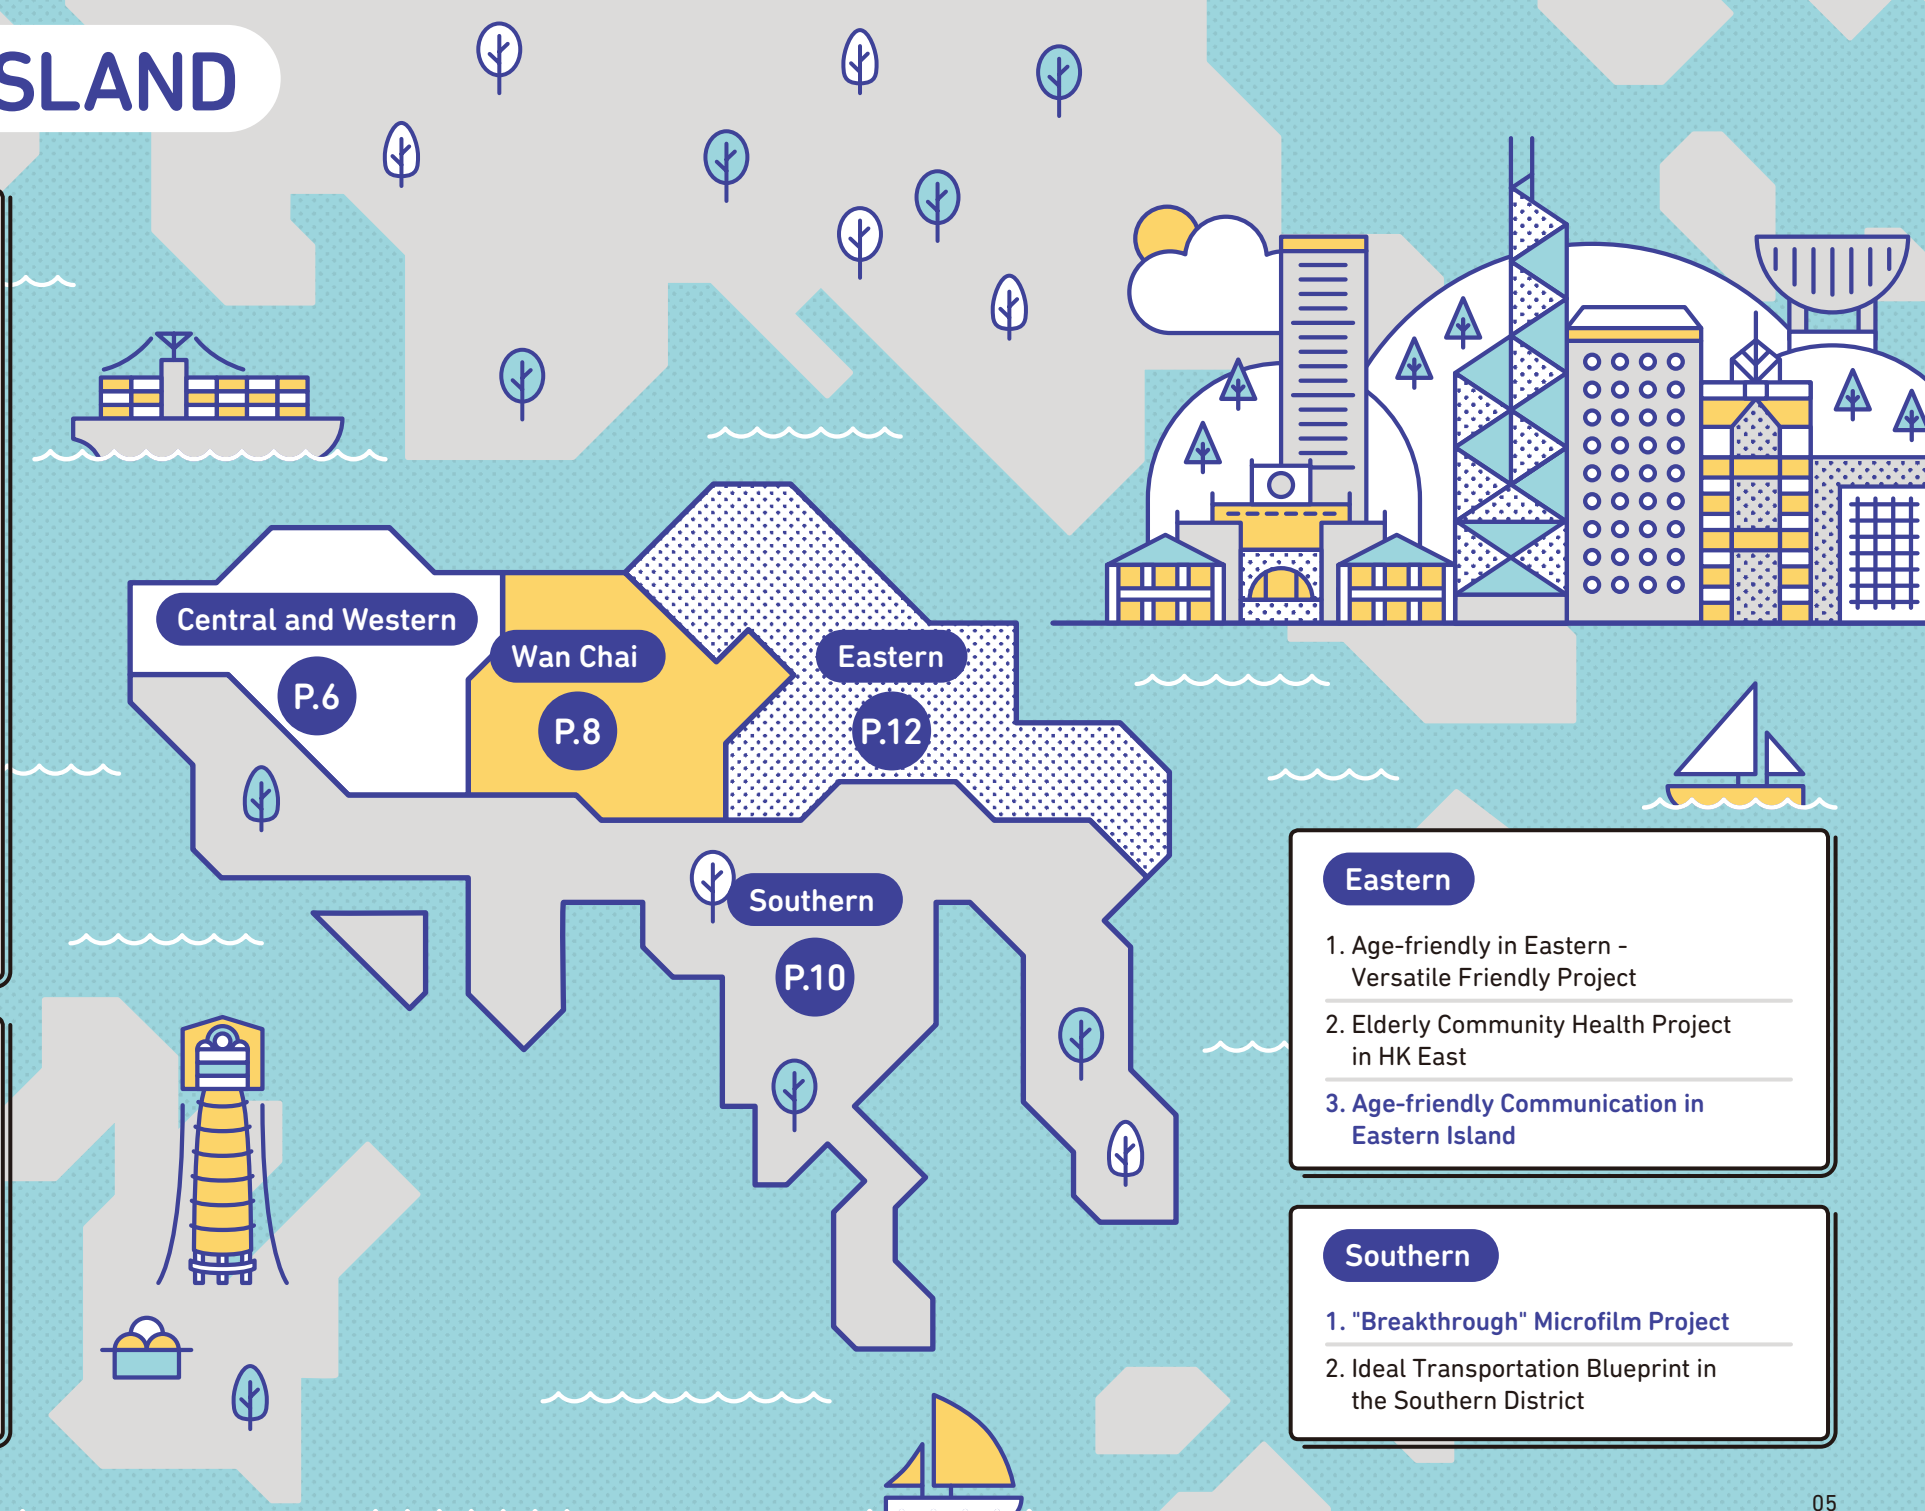 SLAND
Central and Western
P.6
Wan Chai
P.8
Eastern
P.12
Southern
P.10
Eastern
1. Age-friendly in Eastern -
Versatile Friendly Project
2. Elderly Community Health Project
in HK East
3. Age-friendly Communication in
Eastern Island
Southern
1. "Breakthrough" Microfilm Project
2. Ideal Transportation Blueprint in
the Southern District
05